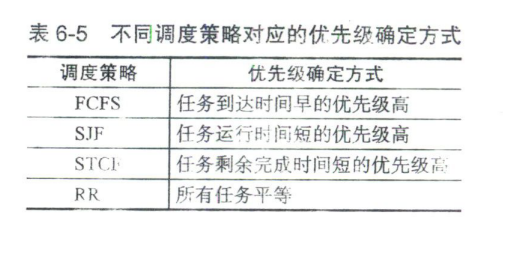 表 6-5 不同调度策略对应的优先级确定方式
调度策略 优先级确定方式
FCFS 任务到达时间早的优先级高
SJF 任务运行时间短的优先级高
STCF 任务剩余完成时间短的优先级高
RR 所有任务平等